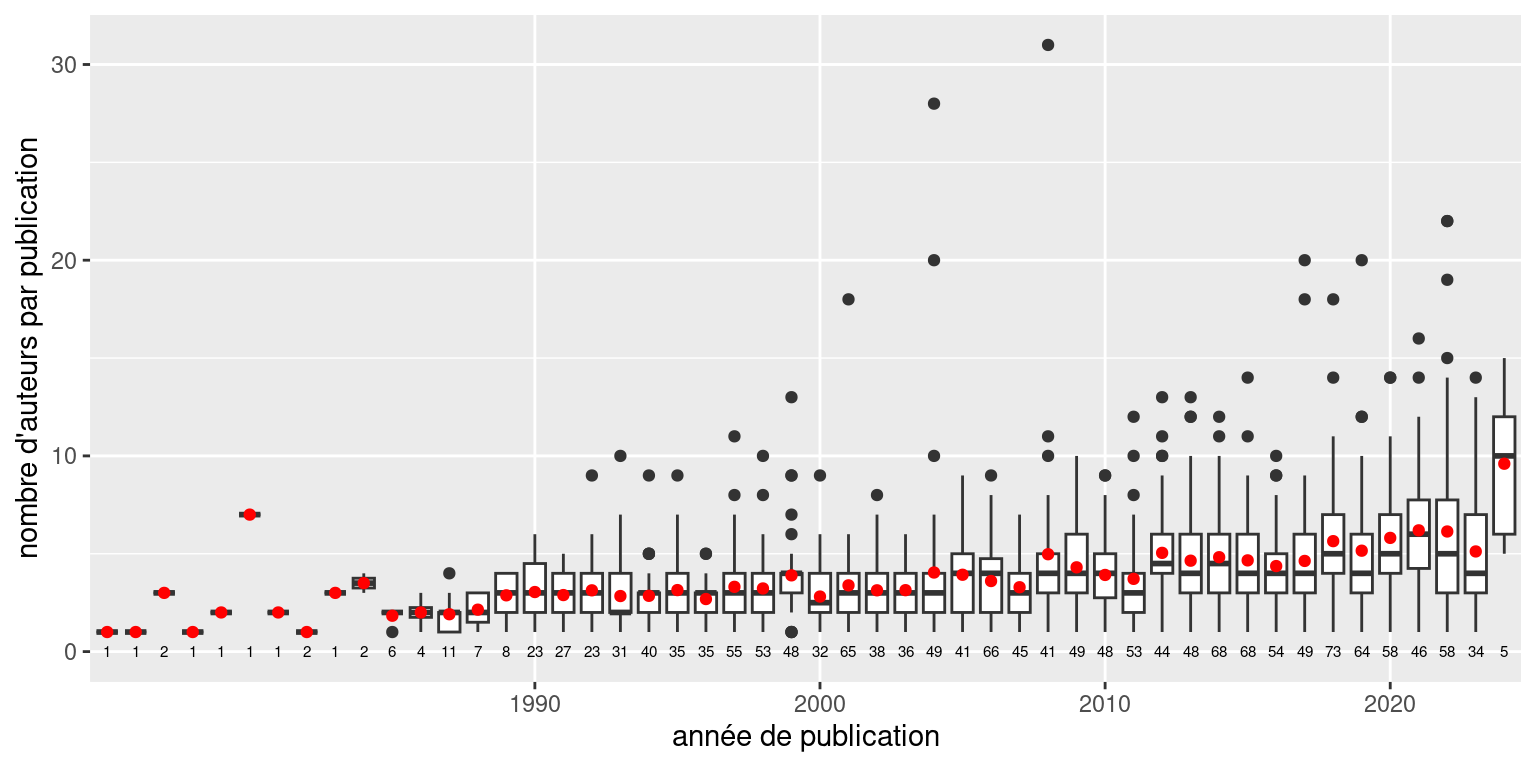 nombre d'auteurs par publication
30
20
10
0
1 1 2 1 1 1 1 2 1 2 6 4 11 7 8 23 27 23 31 40 35 35 55 53 48 32 65 38 36 49 41 66 45 41 49 48 53 44 48 68 68 54 49 73 64 58 46 58 34 5
1990 2000 2010 2020
année de publication